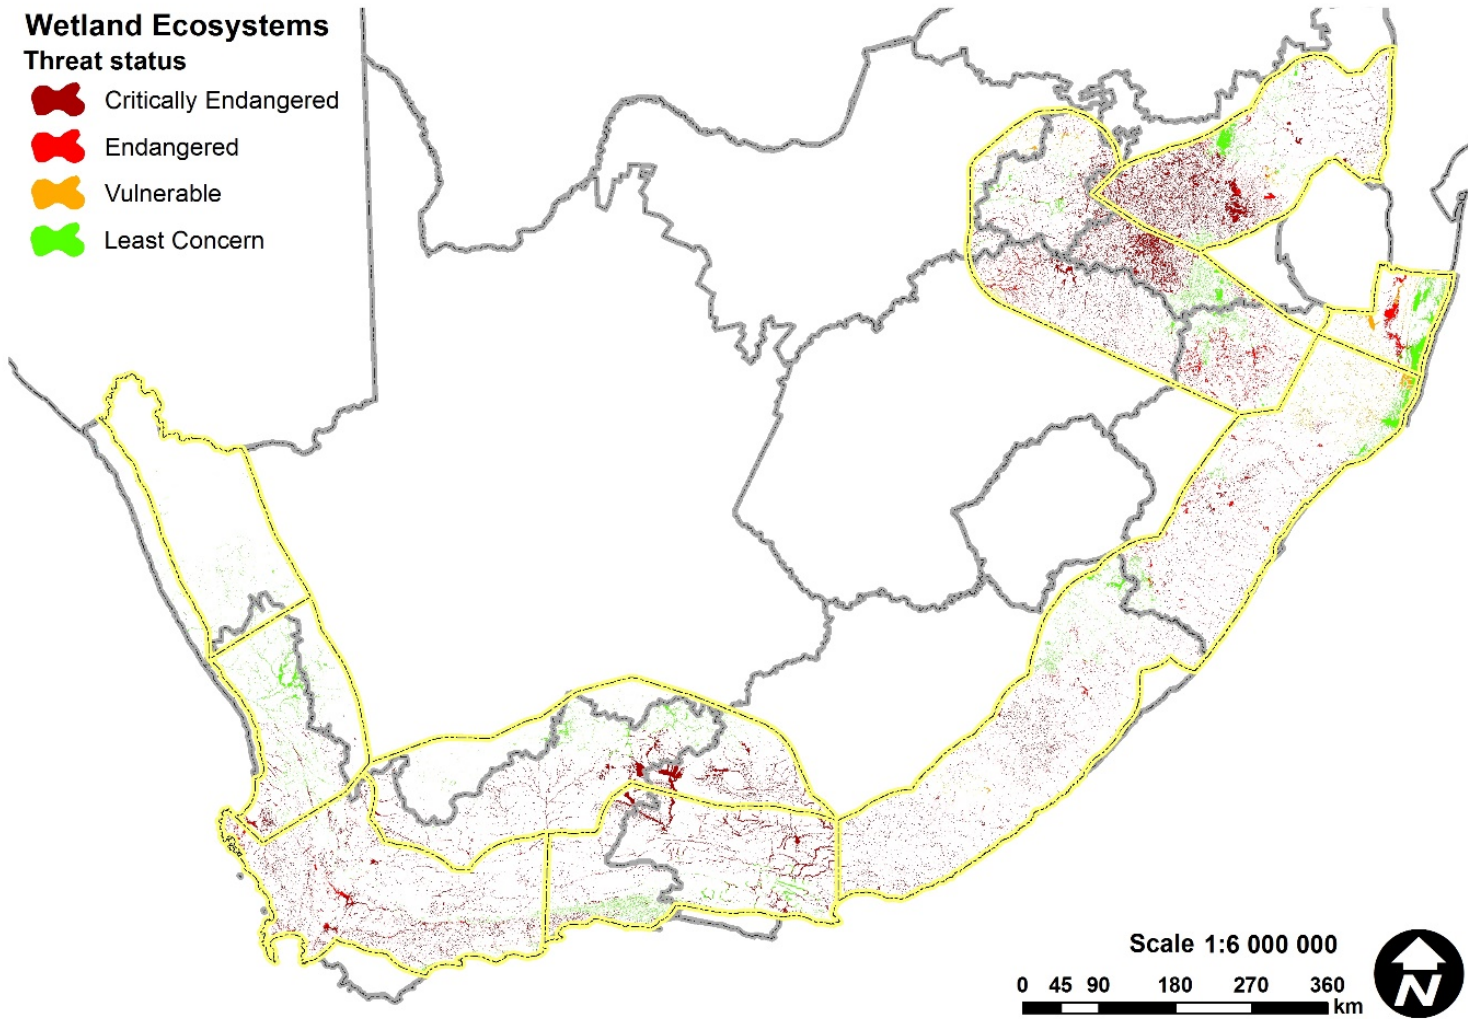 Wetland Ecosystems
Threat status
Critically Endangered
Endangered
Vulnerable
Least Concern
Scale 1:6 000 000
0 45 90 180 270 360
km
N